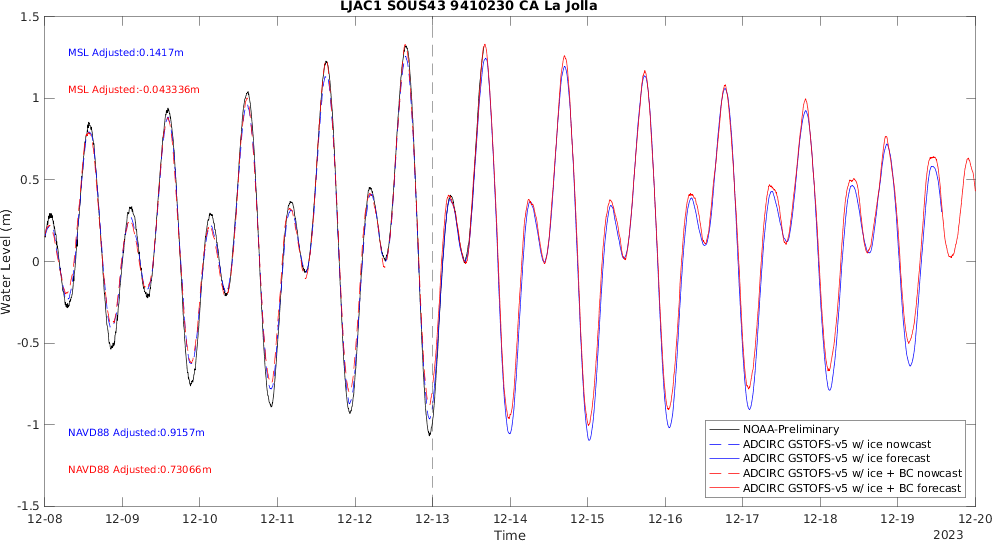 LJAC1 SOUS43 9410230 CA La Jolla
1.5
1
0.5
0
-0.5
-1
-1.5
Water Level (m)
MSL Adjusted:0.1417m
MSL Adjusted:-0.043336m
NAVD88 Adjusted:0.9157m
NAVD88 Adjusted:0.73066m
NOAA-Preliminary
ADCIRC GSTOFS-v5 w/ ice nowcast
ADCIRC GSTOFS-v5 w/ ice forecast
ADCIRC GSTOFS-v5 w/ ice + BC nowcast
ADCIRC GSTOFS-v5 w/ ice + BC forecast
12-08 12-09 12-10 12-11 12-12 12-13 12-14 12-15 12-16 12-17 12-18 12-19 12-20
Time
2023